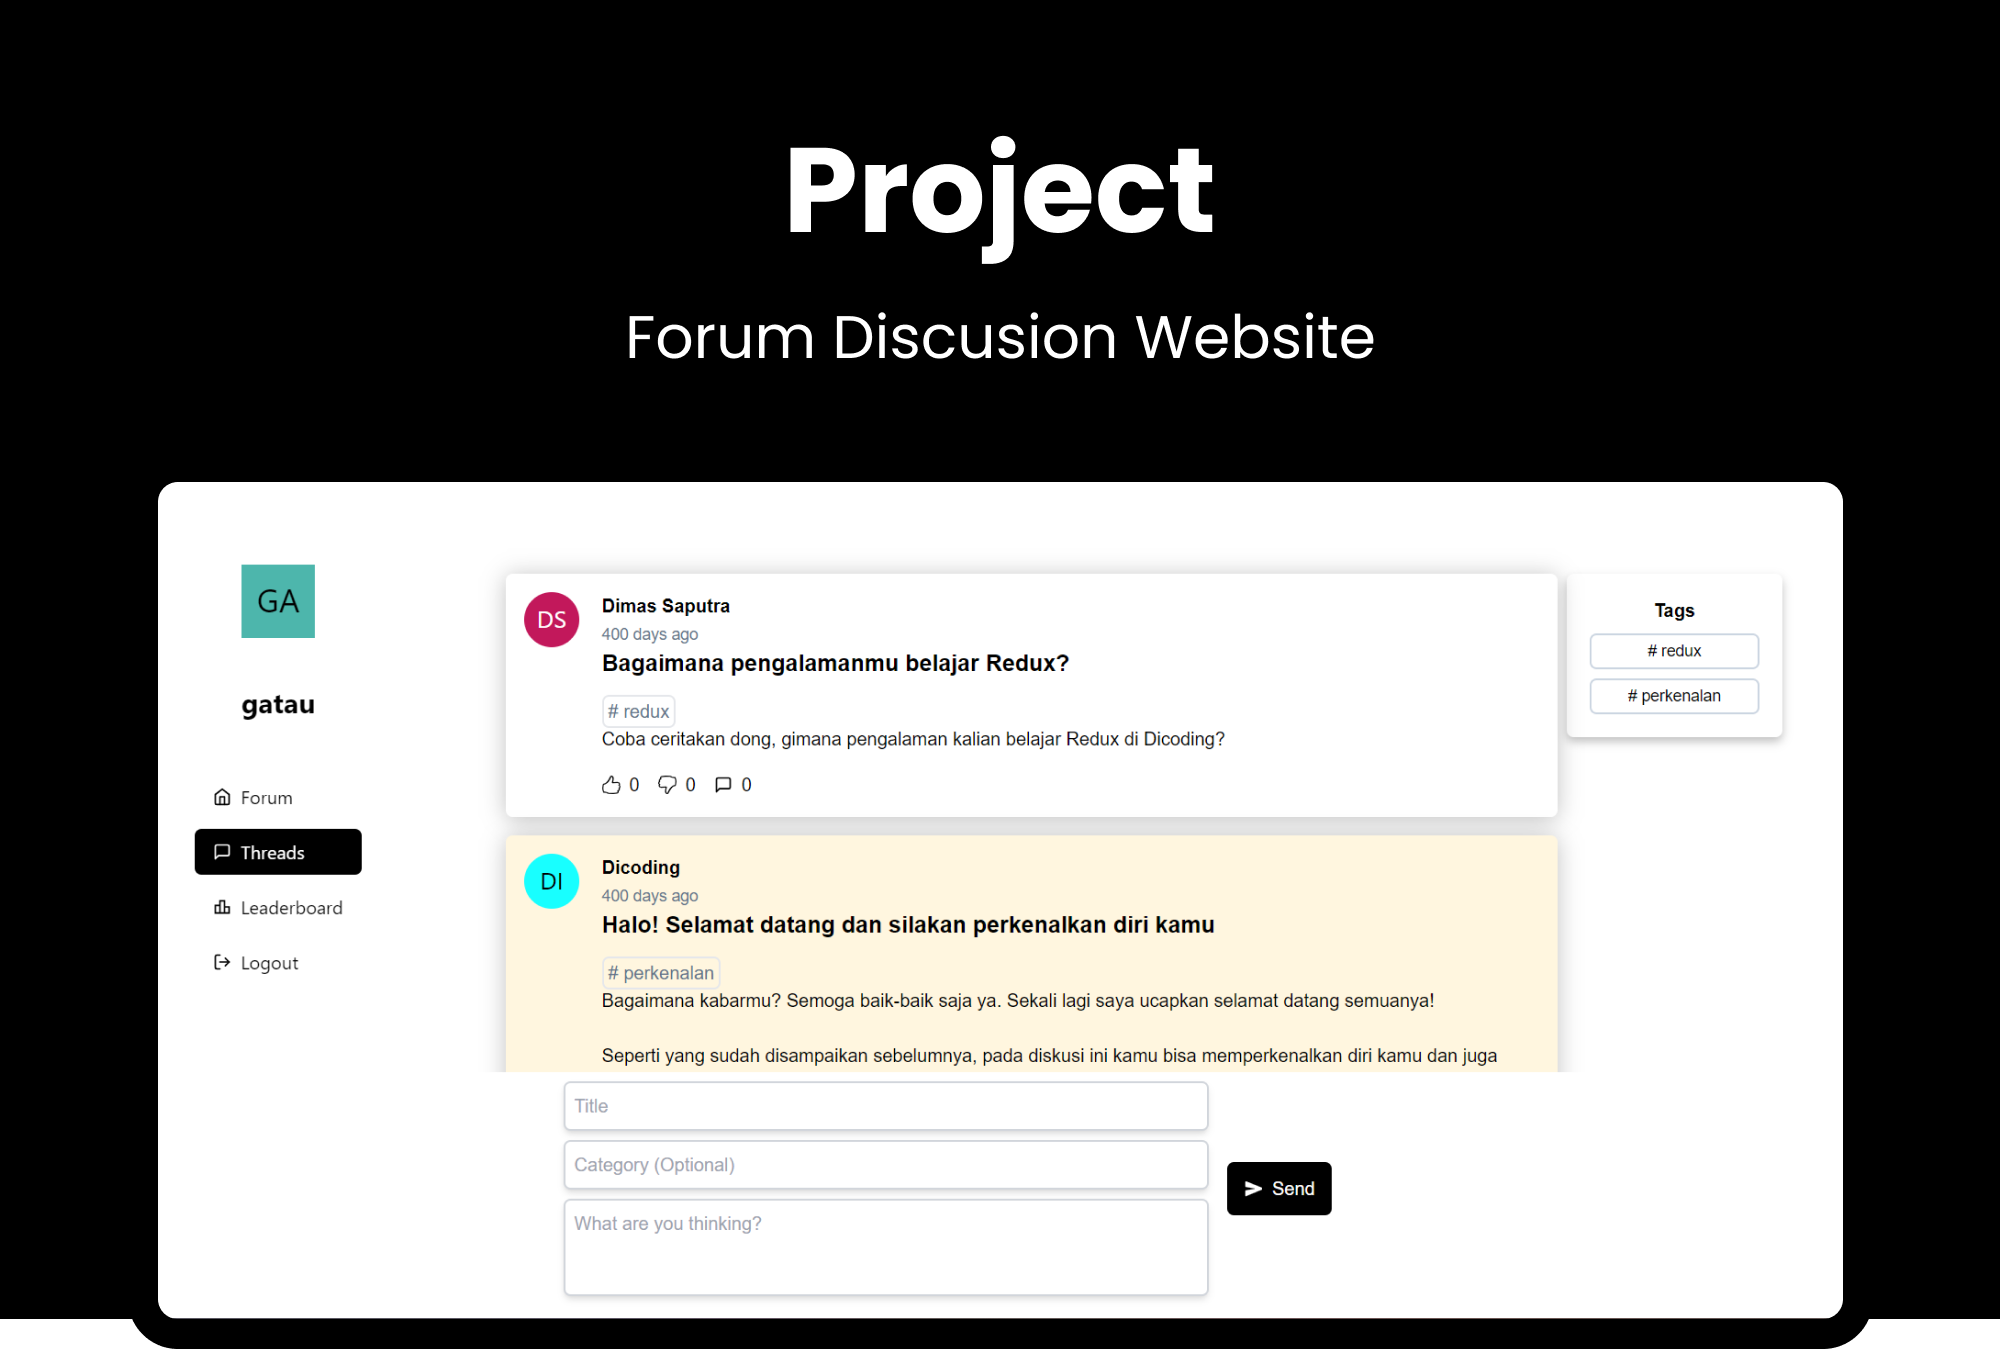 Project
Forum Discusion Website
GA
gatau
Forum
Threads
Leaderboard
Logout
DS
Dimas Saputra
400 days ago
Bagaimana pengalamanmu belajar Redux?
# redux
Coba ceritakan dong, gimana pengalaman kalian belajar Redux di Dicoding?
0 0 0
DI
Dicoding
400 days ago
Halo! Selamat datang dan silakan perkenalkan diri kamu
# perkenalan
Bagaimana kabarmu? Semoga baik-baik saja ya. Sekali lagi saya ucapkan selamat datang semuanya!
Seperti yang sudah disampaikan sebelumnya, pada diskusi ini kamu bisa memperkenalkan diri kamu dan juga
Title
Category (Optional)
What are you thinking?
Send
Tags
# redux
# perkenalan